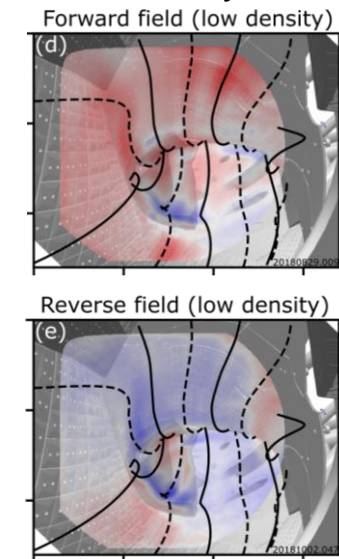 Forward field (low density)
(d)
20180829.009
Reverse field (low density)
(e)
20181002.047